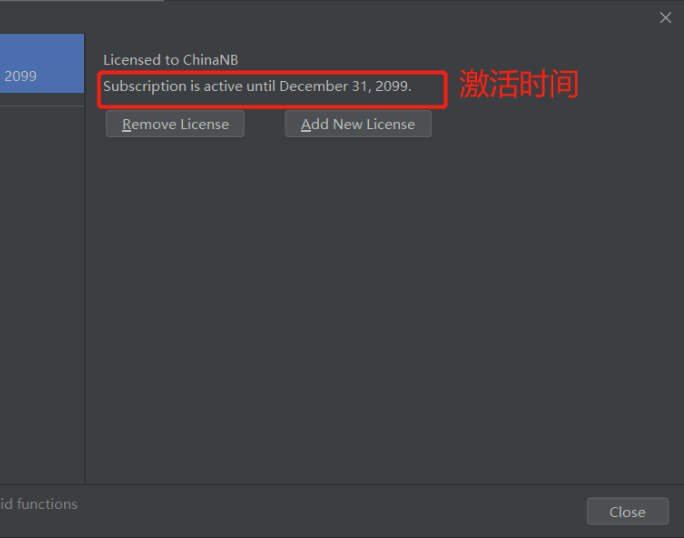 Licensed to ChinaNB
2099
Subscription is active until December 31, 2099.
激活时间
Remove License
Add New License
id functions
Close